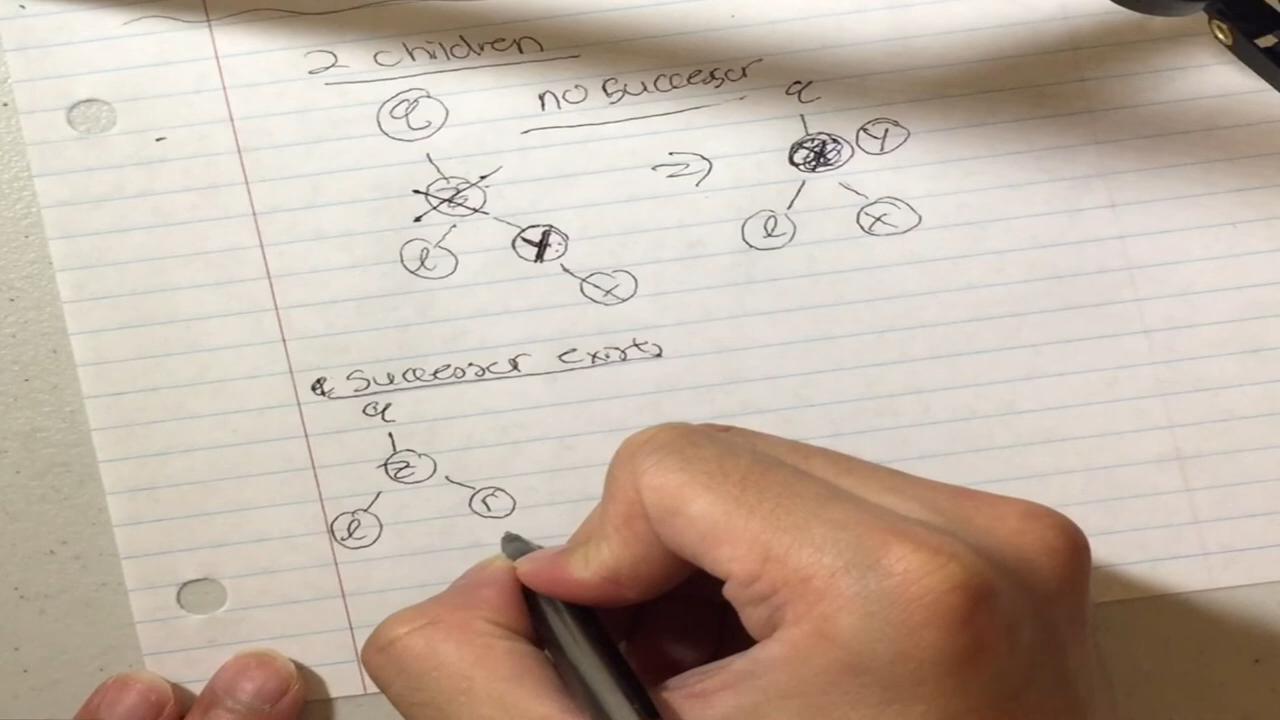 2 children
no successor
q
q
y
l
y
l
x
x
successor exists
q
z
r
l